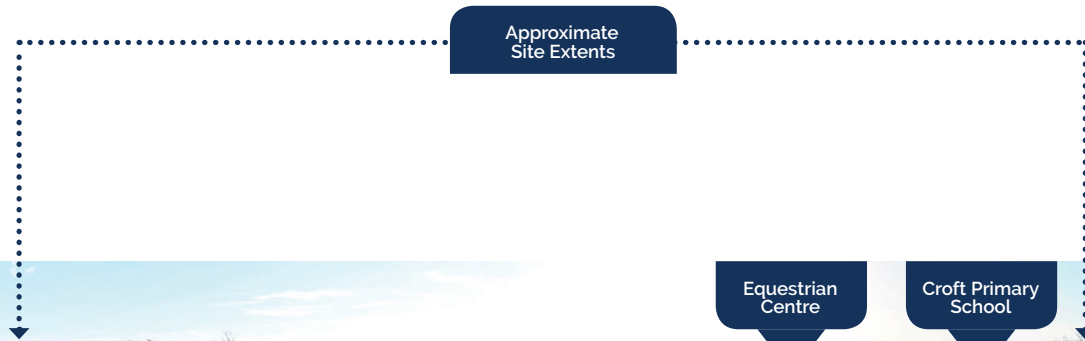 Approximate
Site Extents
Equestrian
Centre
Croft Primary
School